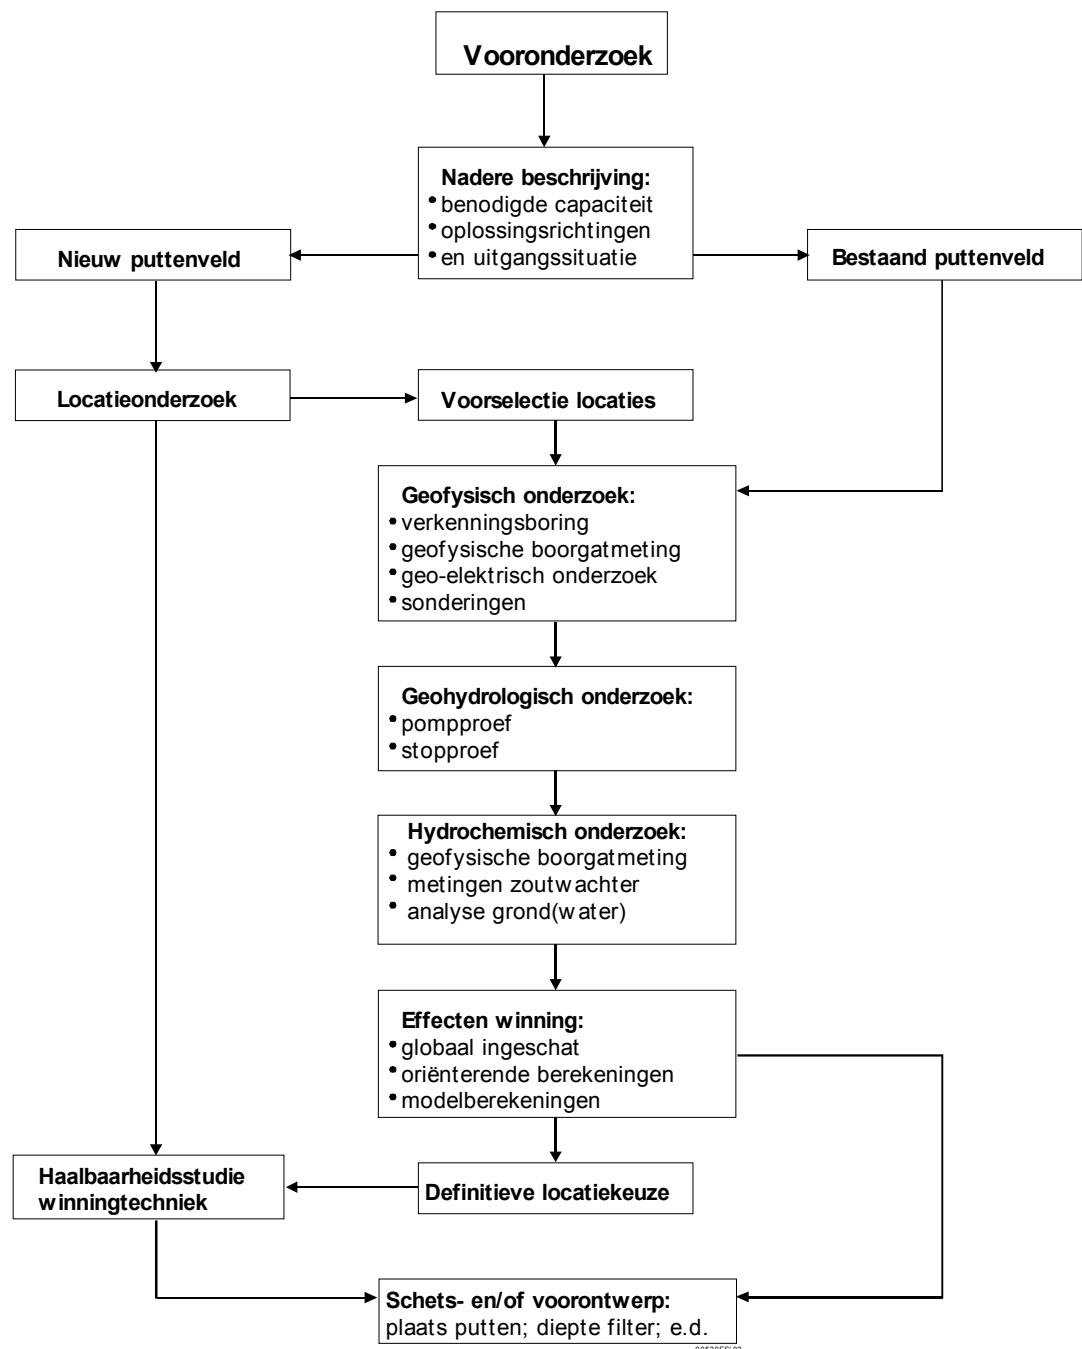 Vooronderzoek
Nadere beschrijving:
• benodigde capaciteit
• oplossingsrichtingen
• en uitgangssituatie
Nieuw puttenveld
Bestaand puttenveld
Locatieonderzoek
Voorselectie locaties
Geofysisch onderzoek:
• verkenningsboring
• geofysische boorgatmeting
• geo-elektrisch onderzoek
• sonderingen
Geohydrologisch onderzoek:
• pompproef
• stopproef
Hydrochemisch onderzoek:
• geofysische boorgatmeting
• metingen zoutwachter
• analyse grond(water)
Effecten winning:
• globaal ingeschat
• oriënterende berekeningen
• modelberekeningen
Haalbaarheidsstudie
winningtechniek
Definitieve locatiekeuze
Schets- en/of voorontwerp:
plaats putten; diepte filter; e.d.